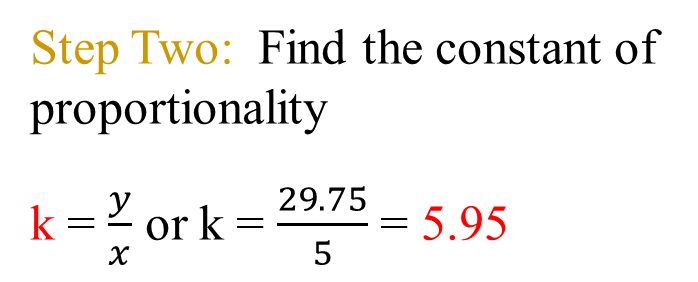 Step Two: Find the constant of
proportionality
k = y/x or k = 29.75/5 = 5.95